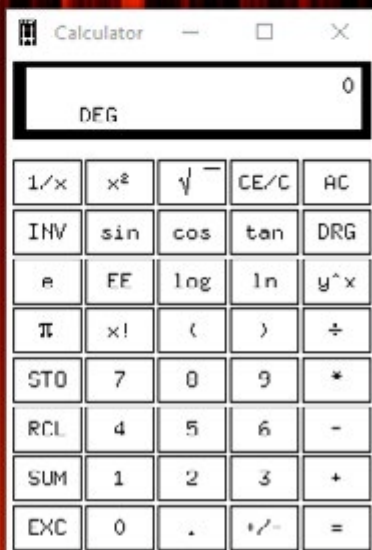 Calculator
0
DEG
1/x x² √‾ CE/C AC
INV sin cos tan DRG
e EE log ln y^x
π x! ( ) ÷
STO 7 8 9 *
RCL 4 5 6 -
SUM 1 2 3 +
EXC 0 . +/- =